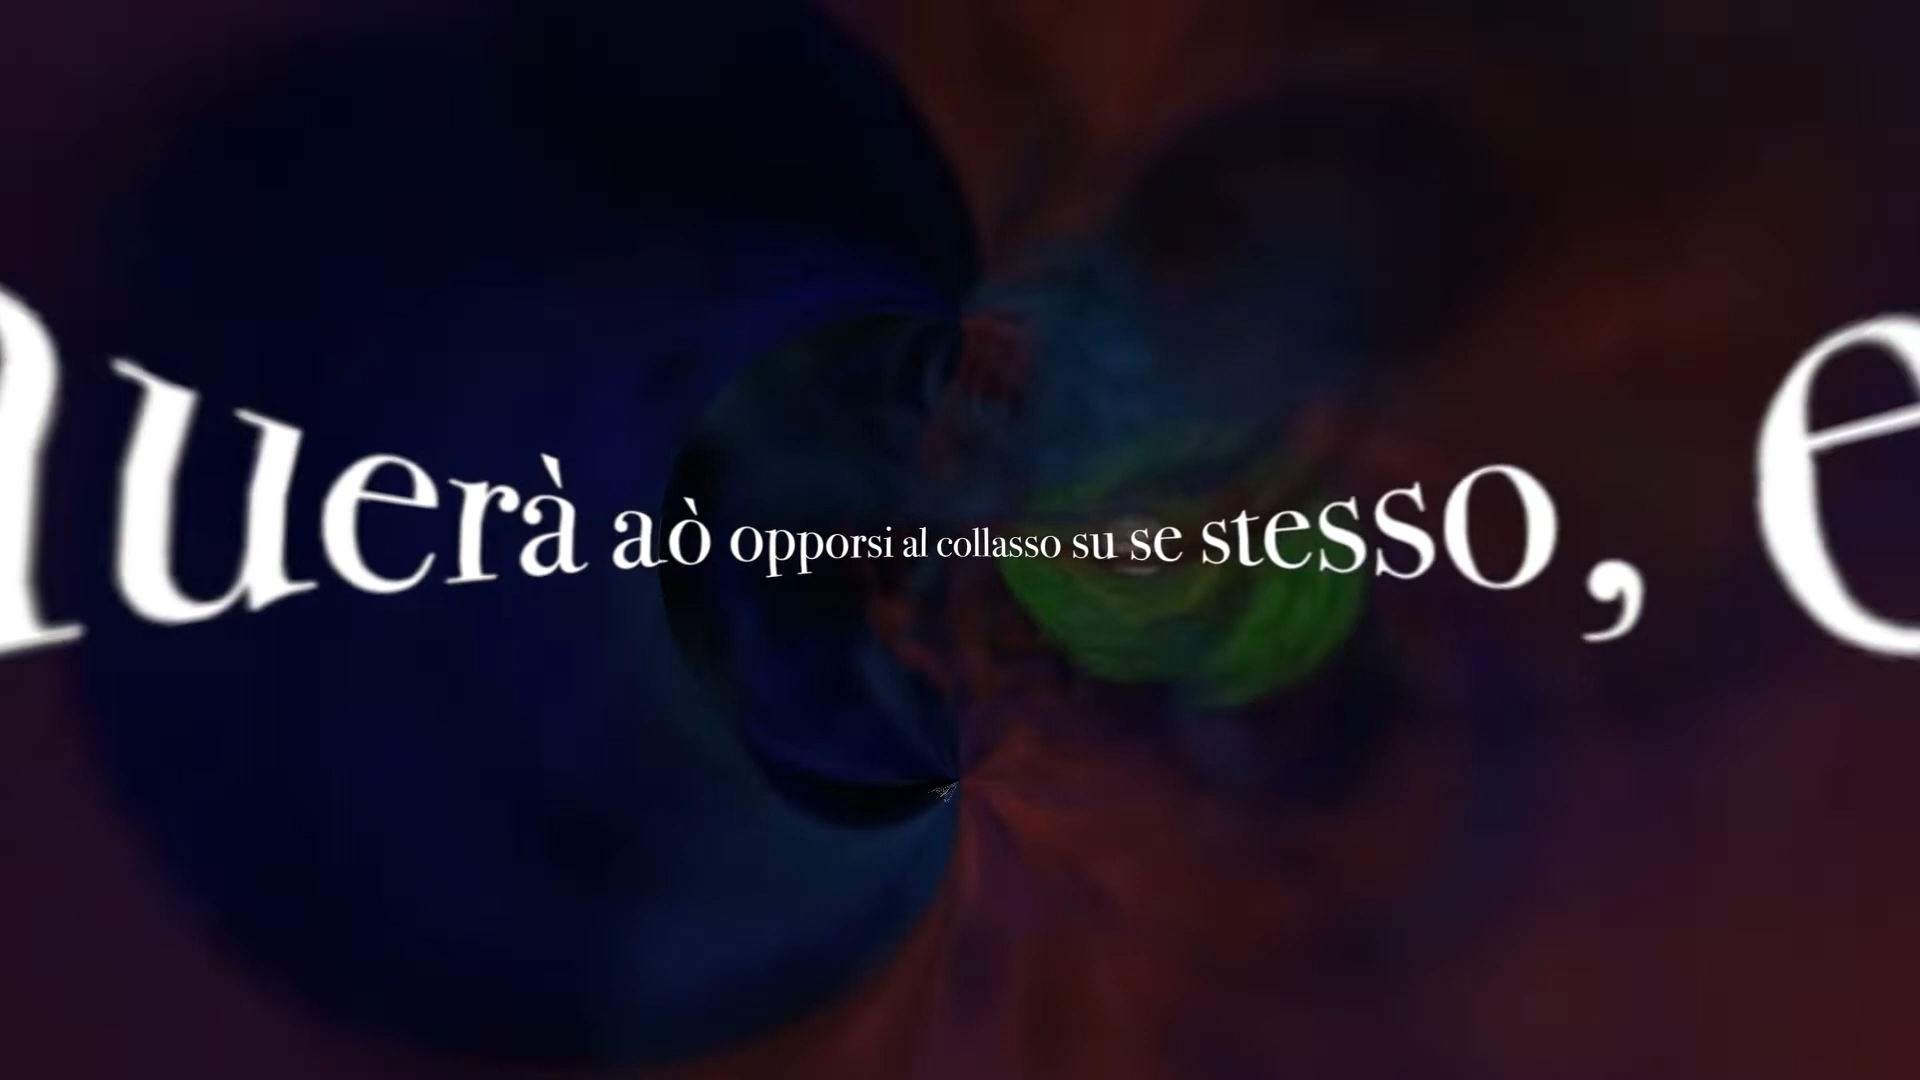 uerà aò opporsi al collasso su se stesso, e